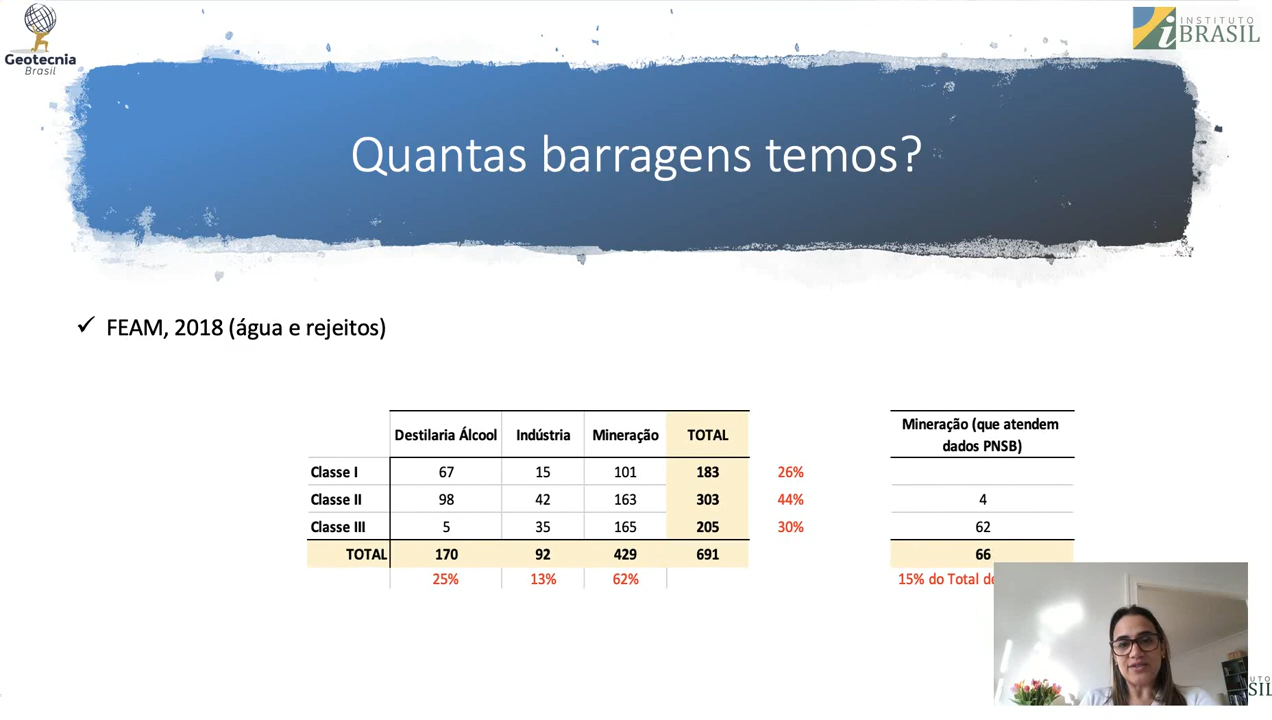 Geotecnia
Brasil
INSTITUTO
iBRASIL
Quantas barragens temos?
✓ FEAM, 2018 (água e rejeitos)
Destilaria Álcool Indústria Mineração TOTAL
Classe I 67 15 101 183 26%
Classe II 98 42 163 303 44%
Classe III 5 35 165 205 30%
TOTAL 170 92 429 691
25% 13% 62%
Mineração (que atendem
dados PNSB)
4
62
66
15% do Total de